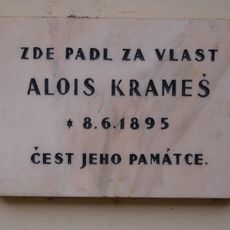 ZDE PADL ZA VLAST
ALOIS KRAMEŠ
* 8.6.1895
ČEST JEHO PAMÁTCE.